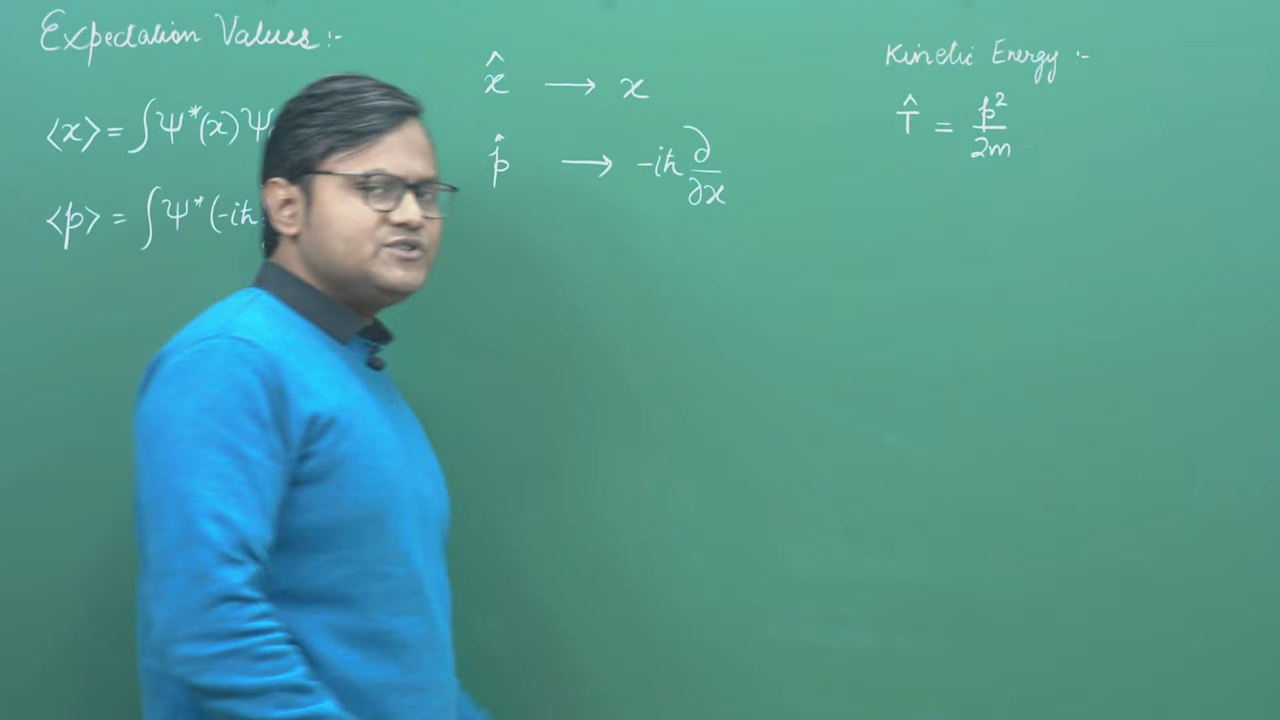 Expectation Values:-
⟨x⟩ = ∫Ψ*(x)Ψ
⟨p⟩ = ∫Ψ*(-iħ
x̂ → x
p̂ → -iħ ∂/∂x
Kinetic Energy :-
T̂ = p²/2m